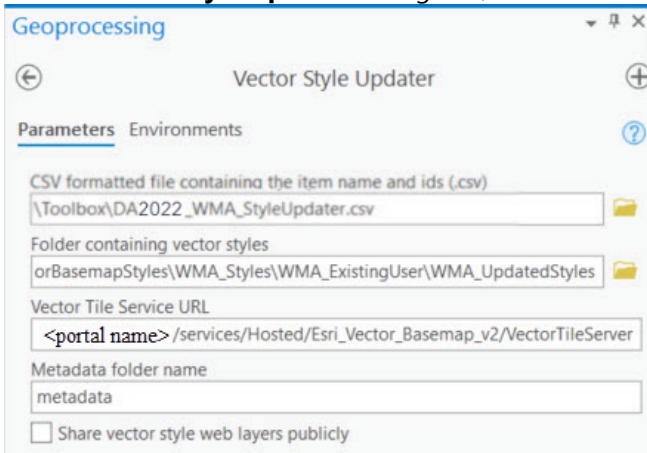 Geoprocessing
Vector Style Updater
Parameters Environments
CSV formatted file containing the item name and ids (.csv)
\Toolbox\DA2022_WMA_StyleUpdater.csv
Folder containing vector styles
orBasemapStyles\WMA_Styles\WMA_ExistingUser\WMA_UpdatedStyles
Vector Tile Service URL
<portal name>/services/Hosted/Esri_Vector_Basemap_v2/VectorTileServer
Metadata folder name
metadata
Share vector style web layers publicly